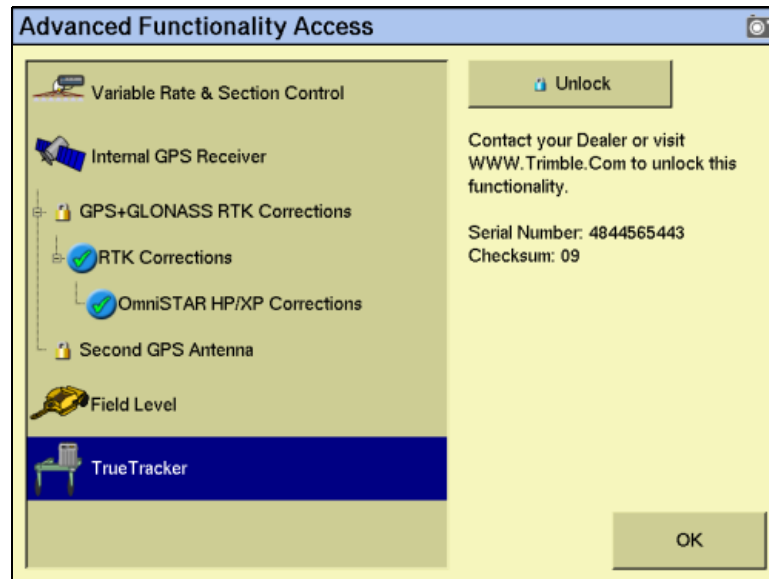 Advanced Functionality Access
Variable Rate & Section Control
Internal GPS Receiver
GPS+GLONASS RTK Corrections
RTK Corrections
OmniSTAR HP/XP Corrections
Second GPS Antenna
Field Level
TrueTracker
Unlock
Contact your Dealer or visit
WWW.Trimble.Com to unlock this
functionality.
Serial Number: 4844565443
Checksum: 09
OK